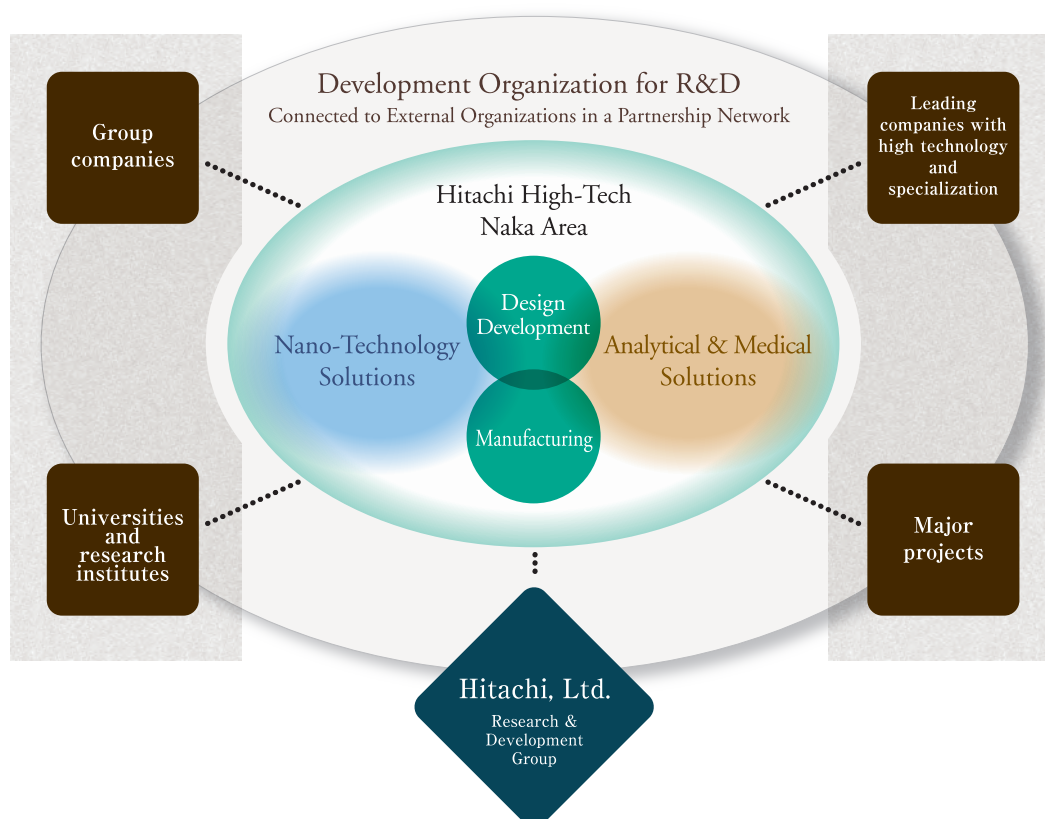 Development Organization for R&D
Connected to External Organizations in a Partnership Network
Group
companies
Leading
companies with
high technology
and
specialization
Hitachi High-Tech
Naka Area
Design
Development
Nano-Technology
Solutions
Analytical & Medical
Solutions
Manufacturing
Universities
and
research
institutes
Major
projects
Hitachi, Ltd.
Research &
Development
Group